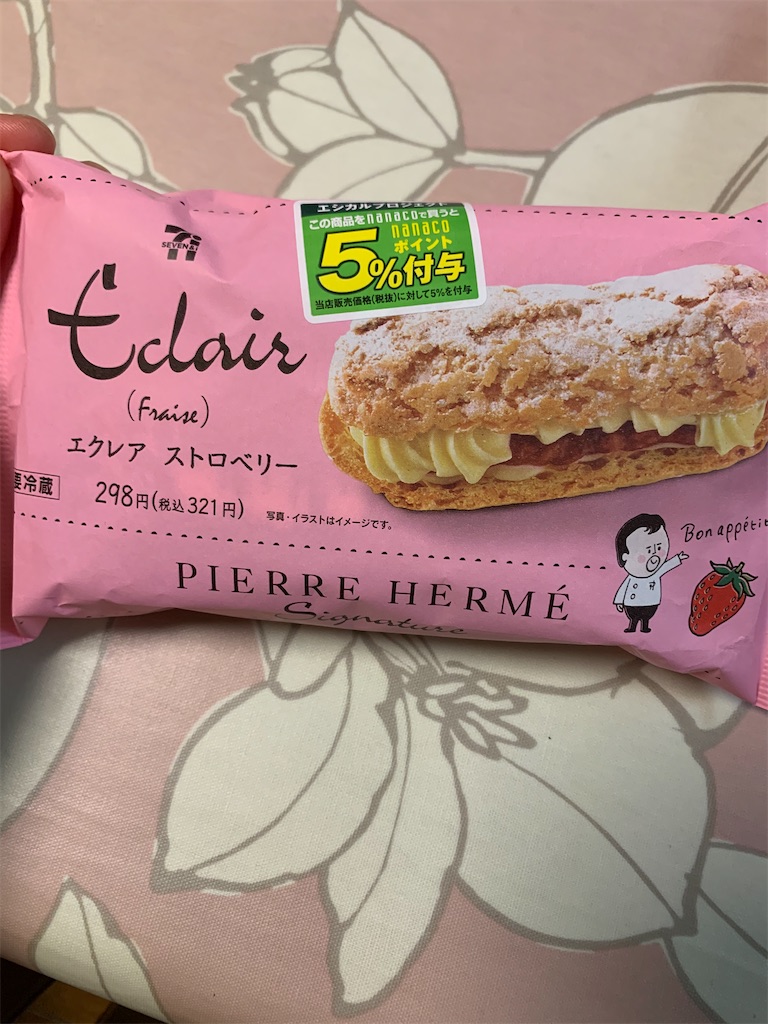 SEVEN&i
エシカルプロジェクト
この商品をnanacoで買うと
nanaco
ポイント
5%付与
当店販売価格(税抜)に対して5%を付与
Éclair
(Fraise)
エクレア ストロベリー
要冷蔵
298円(税込321円)
写真・イラストはイメージです。
Bon appétit
PIERRE HERMÉ
Signature